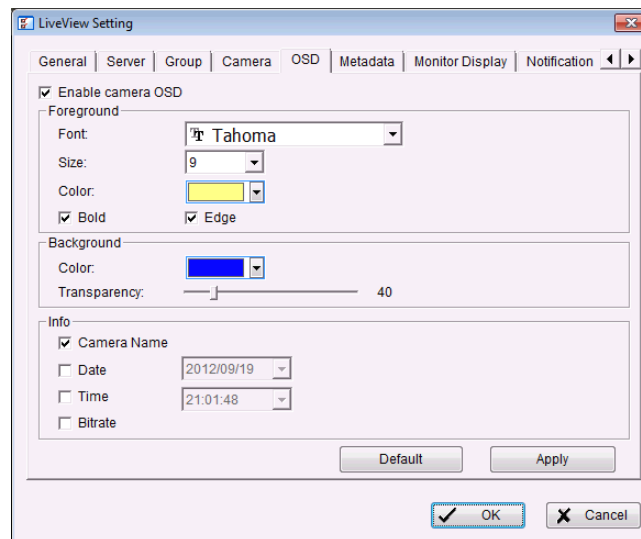 LiveView Setting
General Server Group Camera OSD Metadata Monitor Display Notification
Enable camera OSD
Foreground
Font: Tahoma
Size: 9
Color:
Bold Edge
Background
Color:
Transparency: 40
Info
Camera Name
Date 2012/09/19
Time 21:01:48
Bitrate
Default Apply
OK Cancel